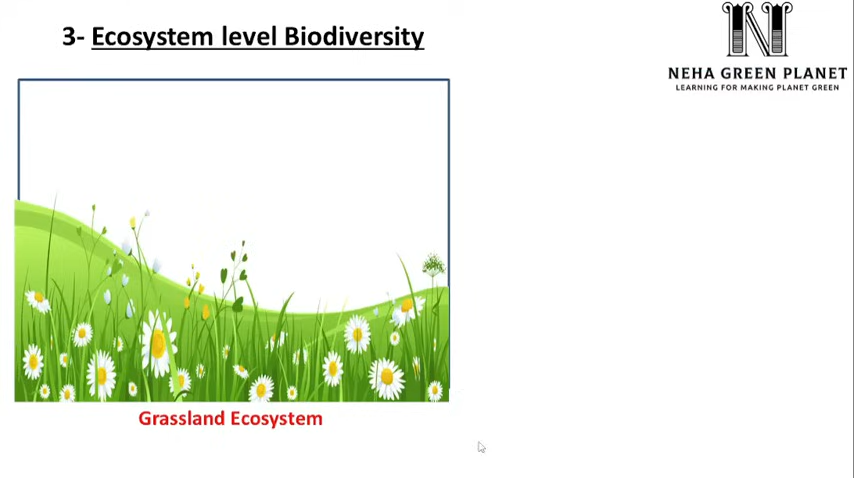 3- Ecosystem level Biodiversity
N
NEHA GREEN PLANET
LEARNING FOR MAKING PLANET GREEN
Grassland Ecosystem